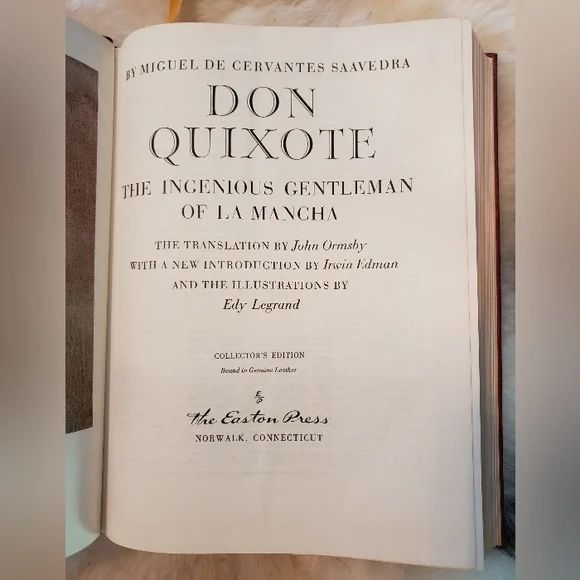 BY MIGUEL DE CERVANTES SAAVEDRA
DON
QUIXOTE
THE INGENIOUS GENTLEMAN
OF LA MANCHA
THE TRANSLATION BY John Ormsby
WITH A NEW INTRODUCTION BY Irwin Edman
AND THE ILLUSTRATIONS BY
Edy Legrand
COLLECTOR'S EDITION
Bound in Genuine Leather
E/P
The Easton Press
NORWALK, CONNECTICUT